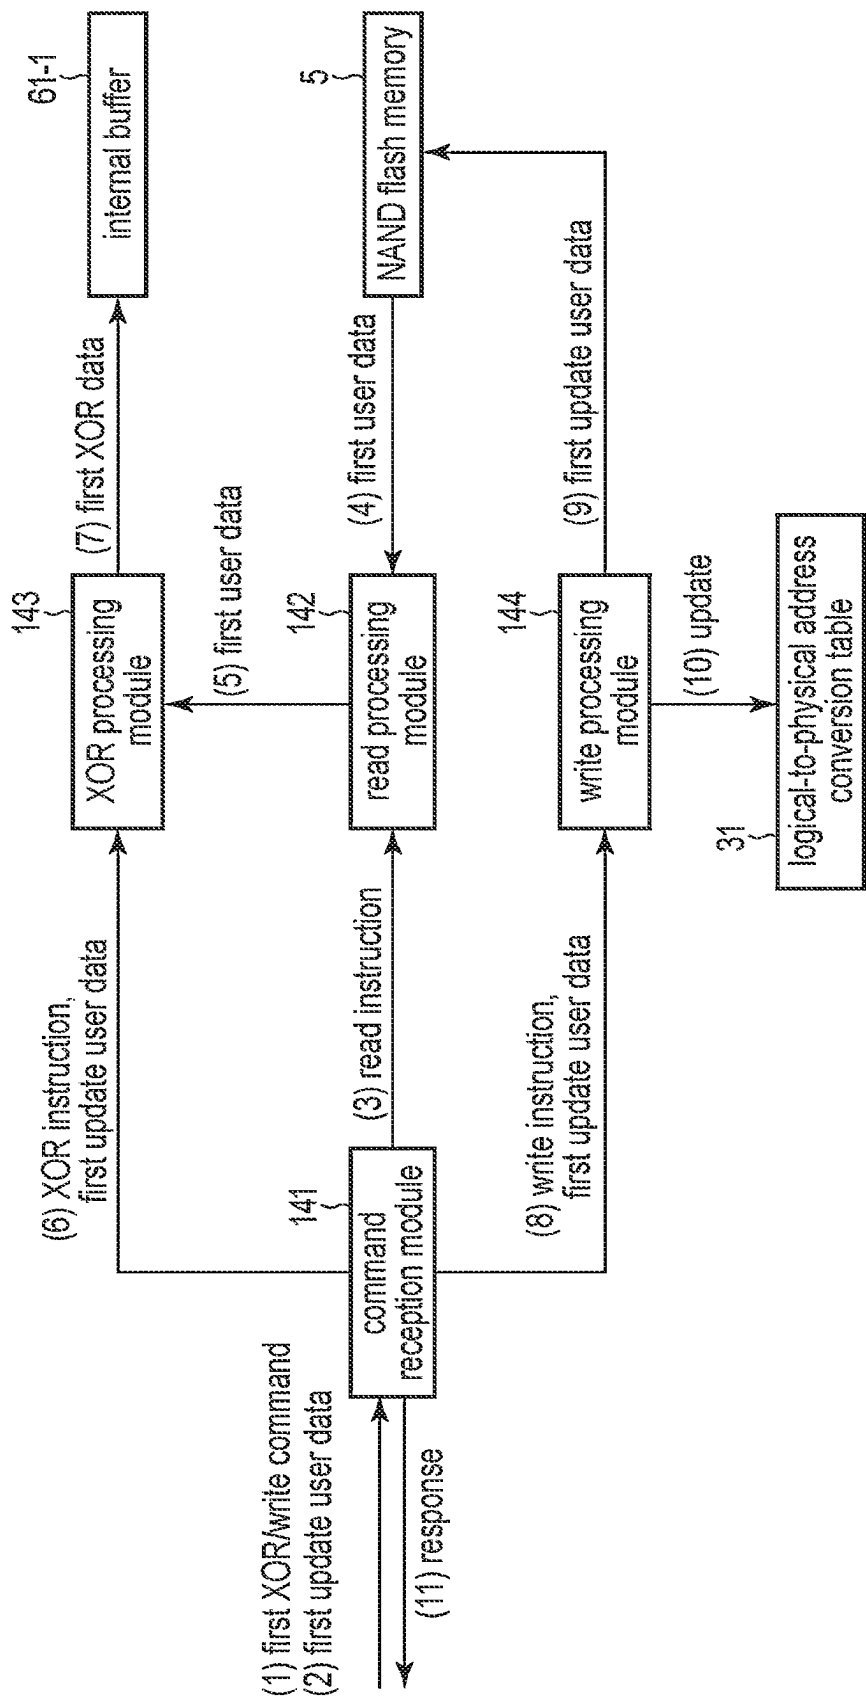 (1) first XOR/write command
(2) first update user data
(11) response
141
command
reception module
(6) XOR instruction,
first update user data
(3) read instruction
(8) write instruction,
first update user data
143
XOR processing
module
(5) first user data
142
read processing
module
144
write processing
module
(10) update
31
logical-to-physical address
conversion table
(7) first XOR data
(4) first user data
(9) first update user data
61-1
internal buffer
5
NAND flash memory